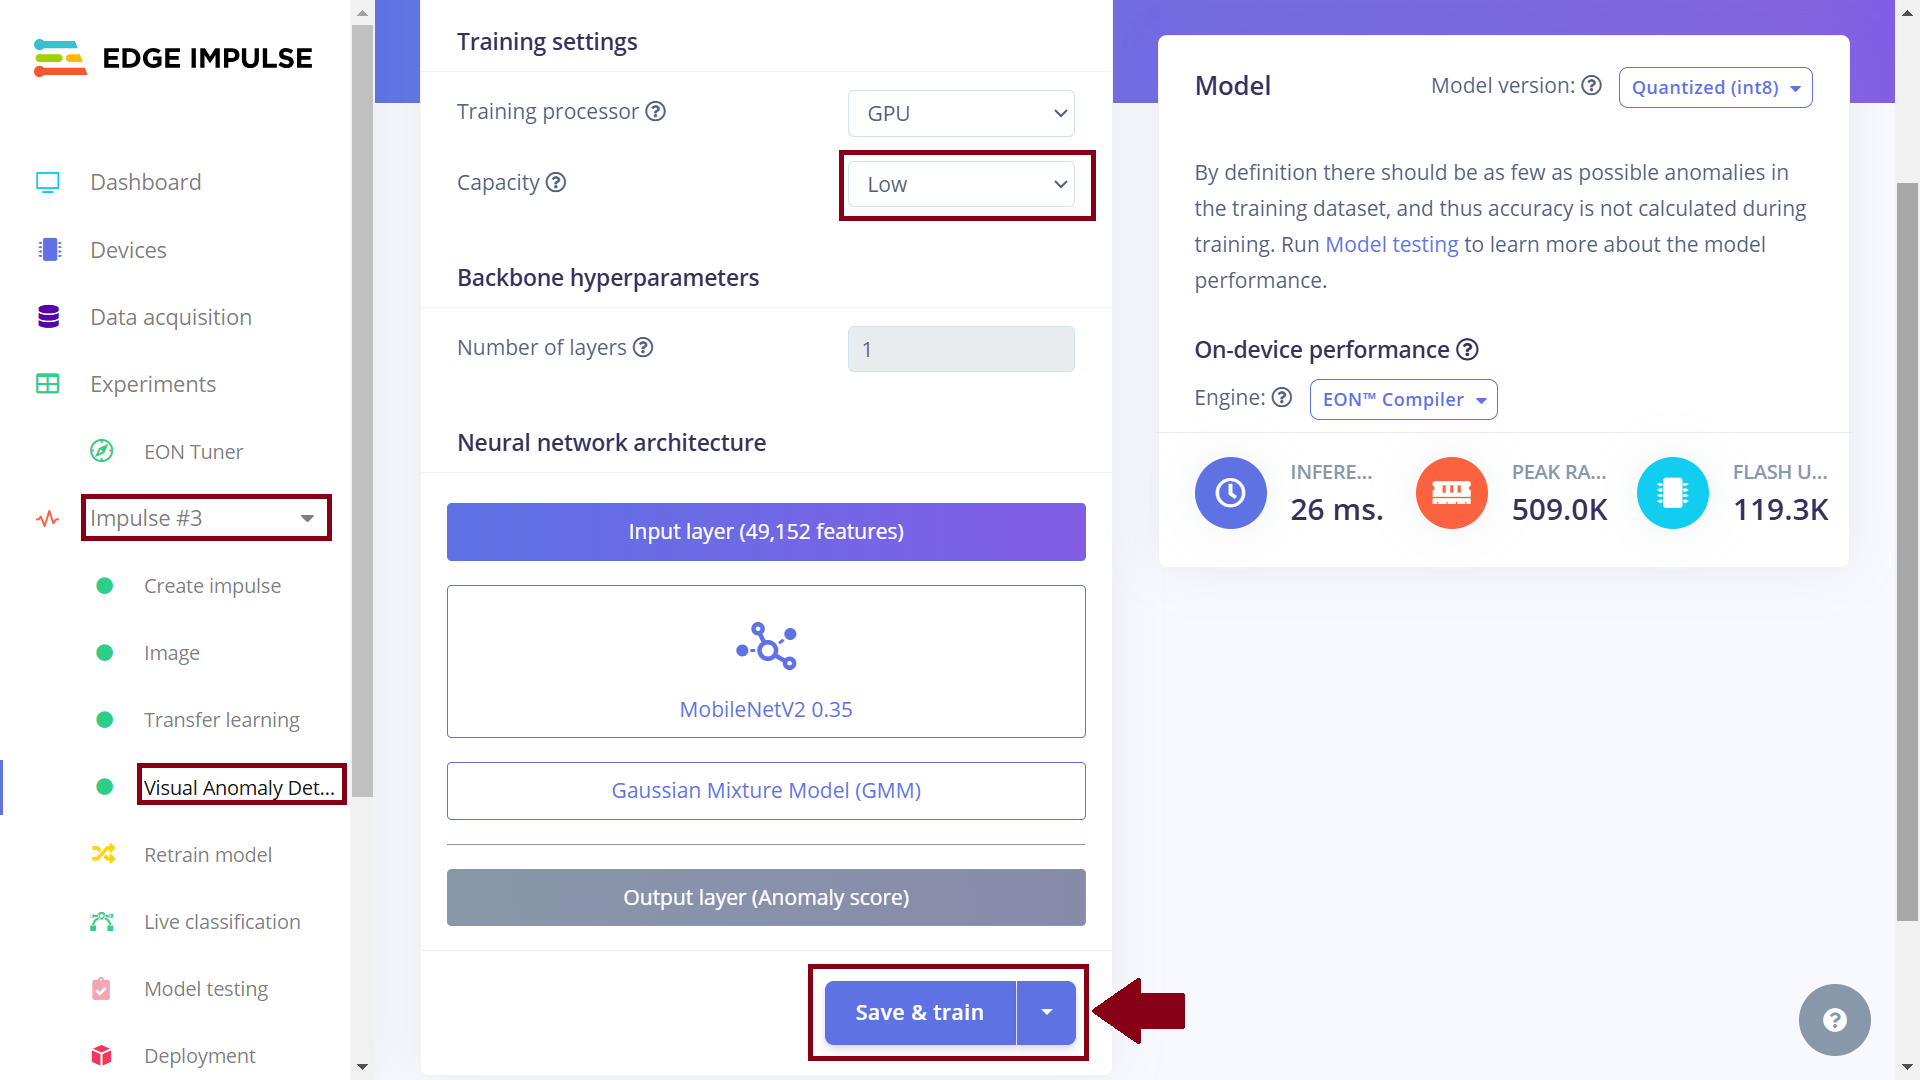 EDGE IMPULSE
Dashboard
Devices
Data acquisition
Experiments
EON Tuner
Impulse #3
Create impulse
Image
Transfer learning
Visual Anomaly Det...
Retrain model
Live classification
Model testing
Deployment
Training settings
Training processor ?
GPU
Capacity ?
Low
Backbone hyperparameters
Number of layers ?
1
Neural network architecture
Input layer (49,152 features)
MobileNetV2 0.35
Gaussian Mixture Model (GMM)
Output layer (Anomaly score)
Save & train
Model
Model version: ?
Quantized (int8)
By definition there should be as few as possible anomalies in
the training dataset, and thus accuracy is not calculated during
training. Run Model testing to learn more about the model
performance.
On-device performance ?
Engine: ?
EON™ Compiler
INFERE...
26 ms.
PEAK RA...
509.0K
FLASH U...
119.3K
?